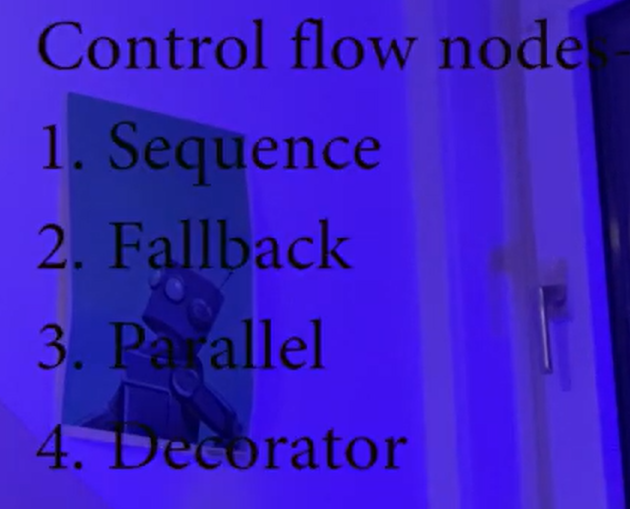 Control flow nodes-
1. Sequence
2. Fallback
3. Parallel
4. Decorator